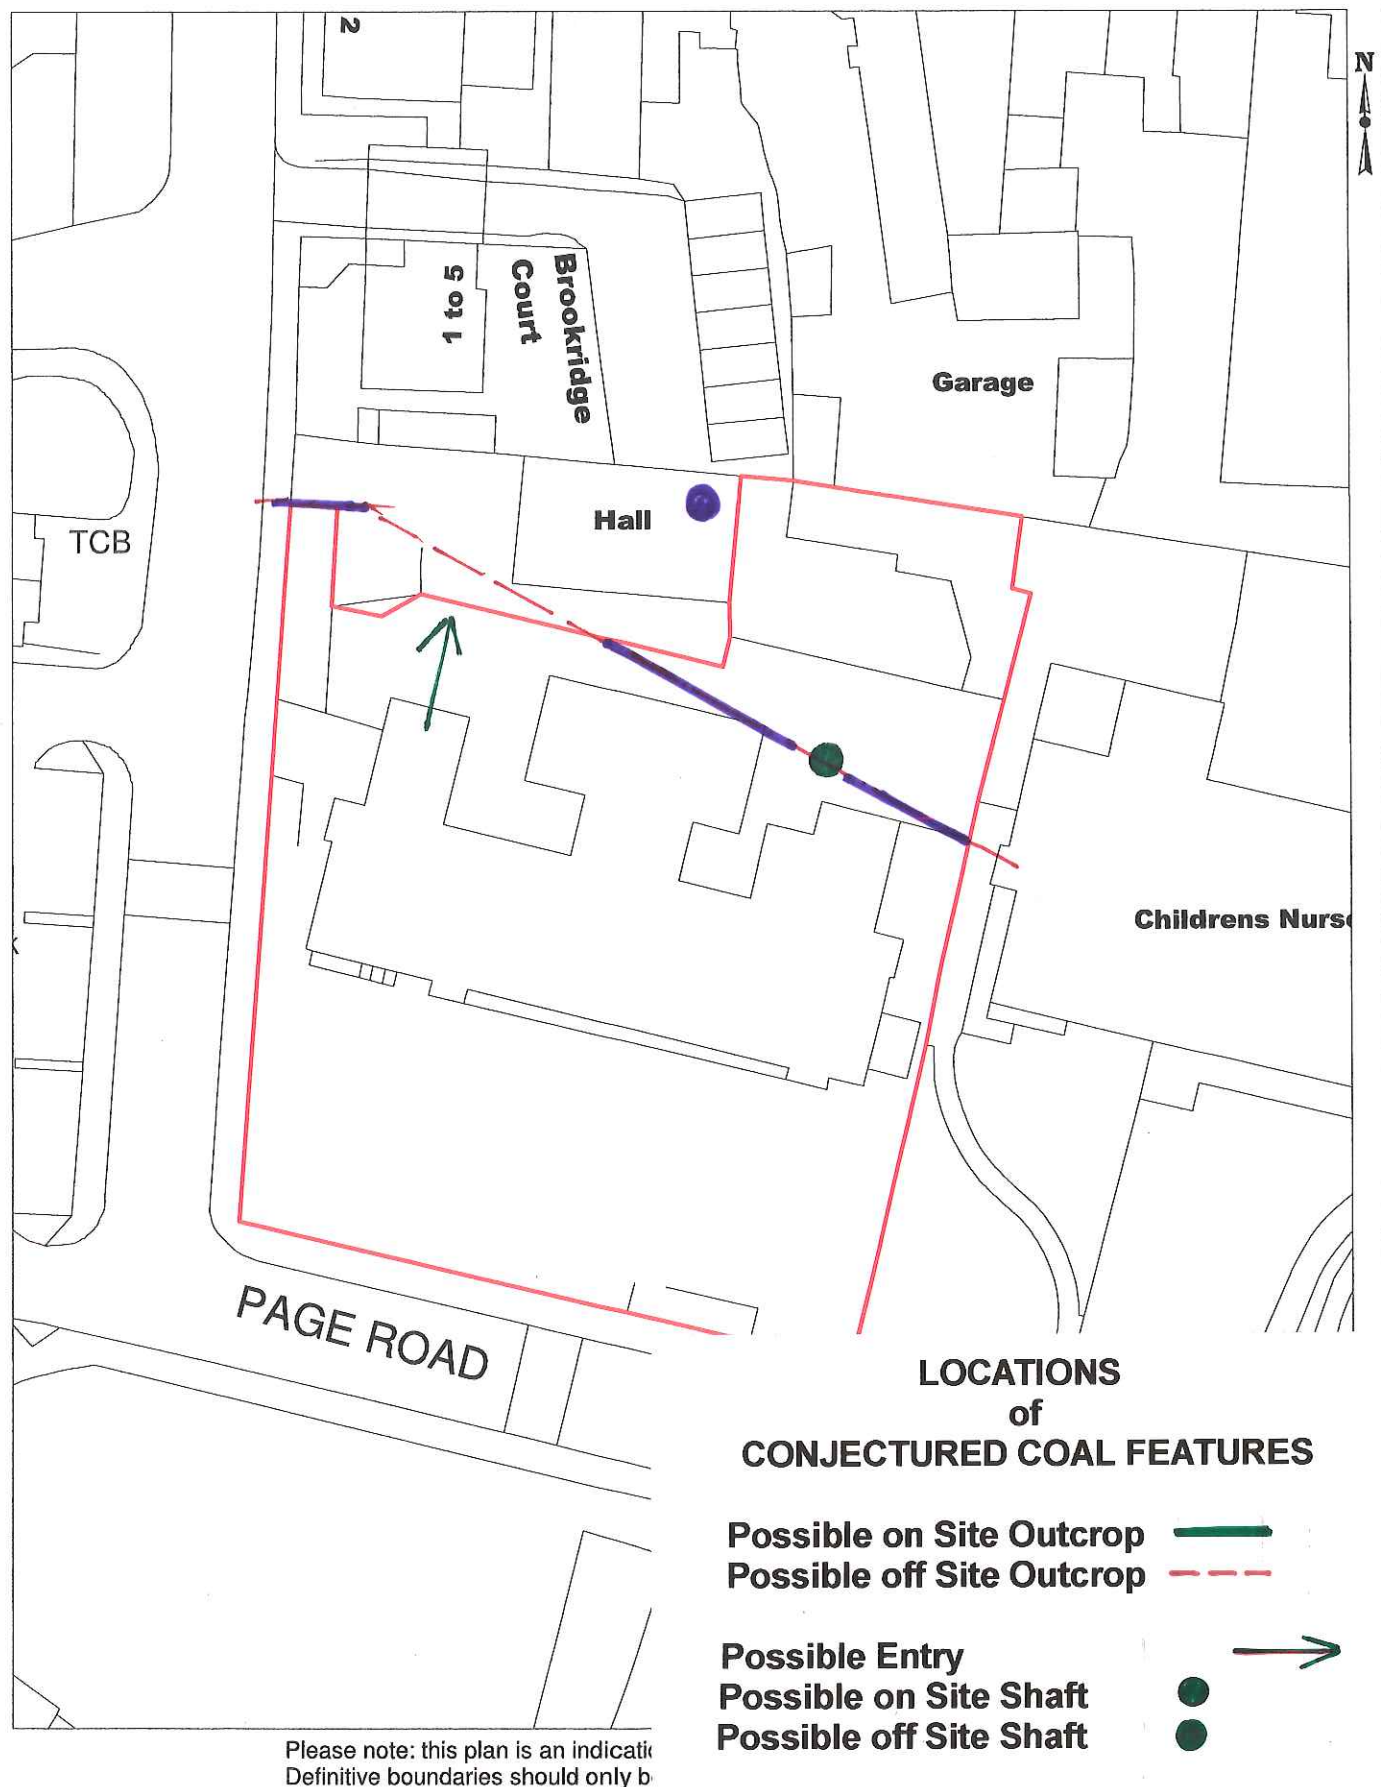 2
N
1 to 5
Brookridge
Court
Garage
Hall
TCB
Childrens Nurs
K
PAGE ROAD
LOCATIONS
of
CONJECTURED COAL FEATURES
Possible on Site Outcrop
Possible off Site Outcrop
Possible Entry
Possible on Site Shaft
Possible off Site Shaft
Please note: this plan is an indicati
Definitive boundaries should only b